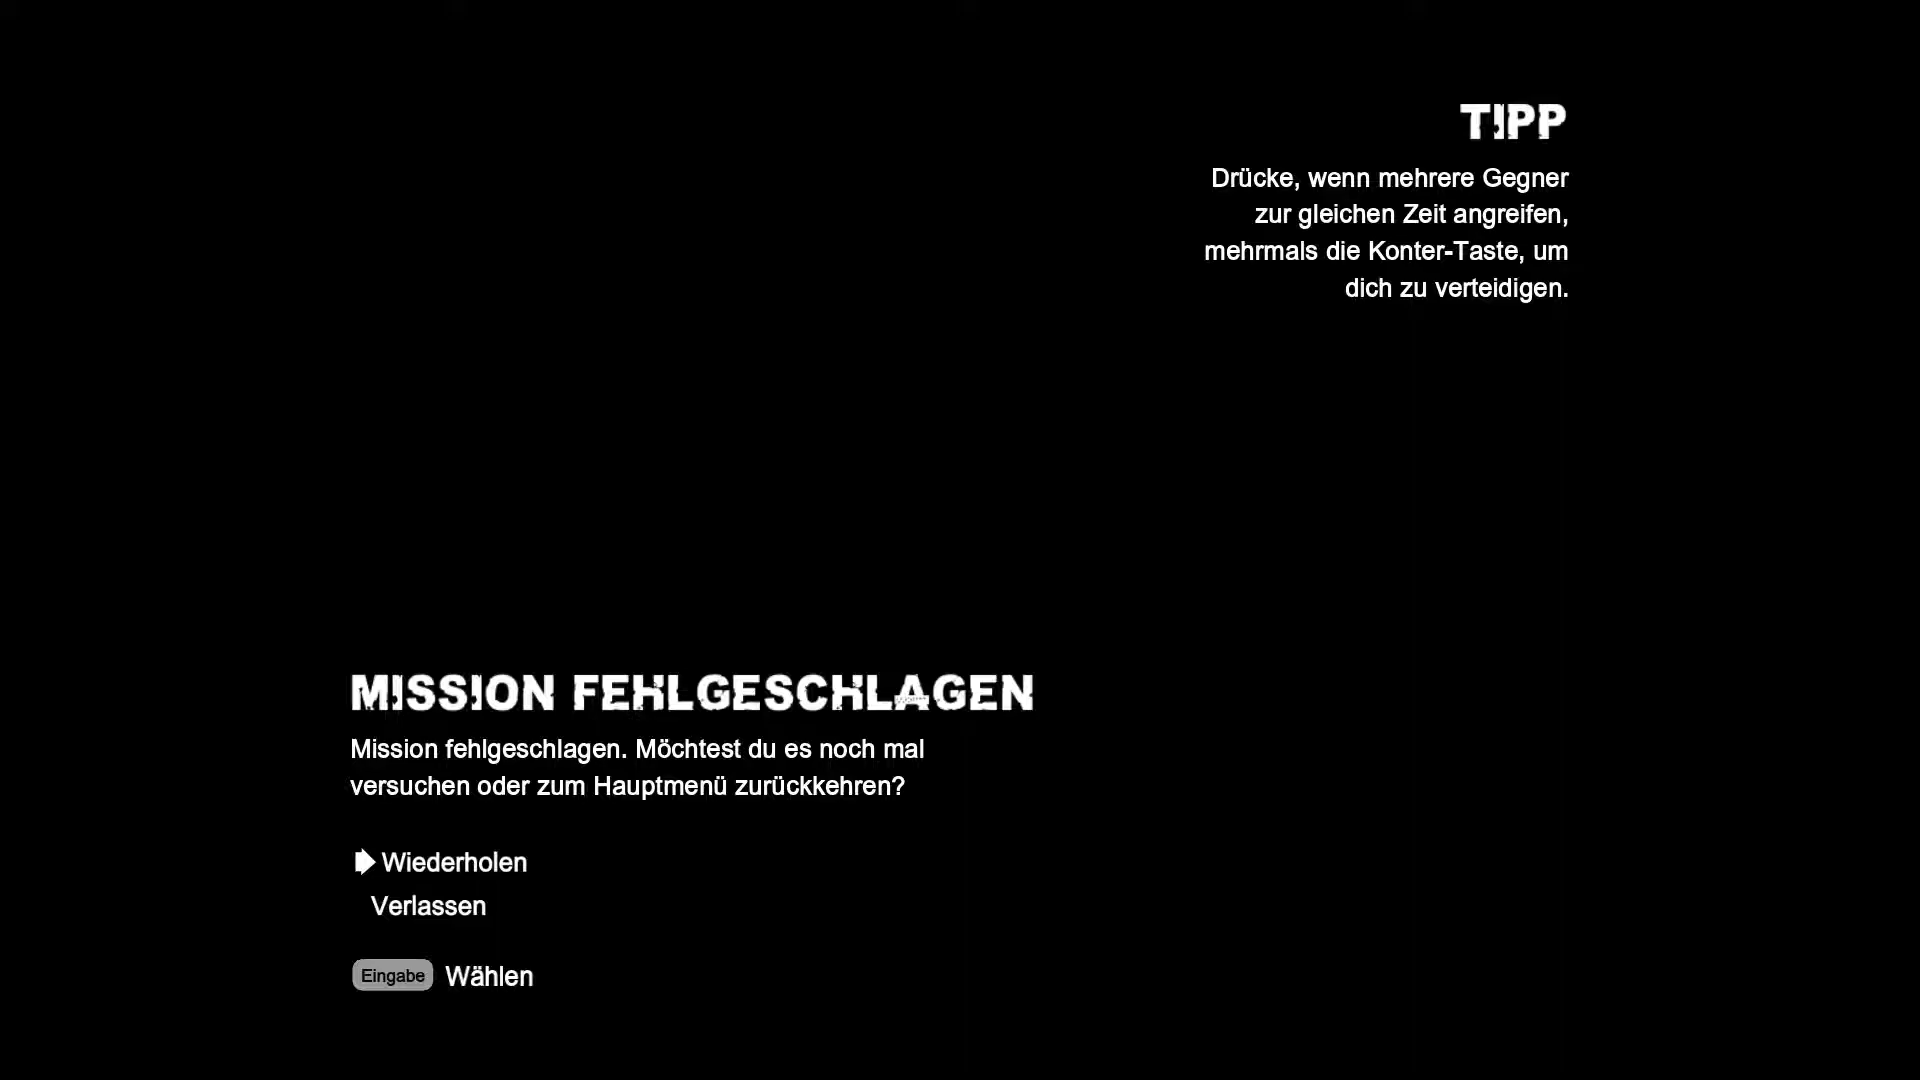 TIPP
Drücke, wenn mehrere Gegner
zur gleichen Zeit angreifen,
mehrmals die Konter-Taste, um
dich zu verteidigen.
MISSION FEHLGESCHLAGEN
Mission fehlgeschlagen. Möchtest du es noch mal
versuchen oder zum Hauptmenü zurückkehren?
Wiederholen
Verlassen
Eingabe Wählen